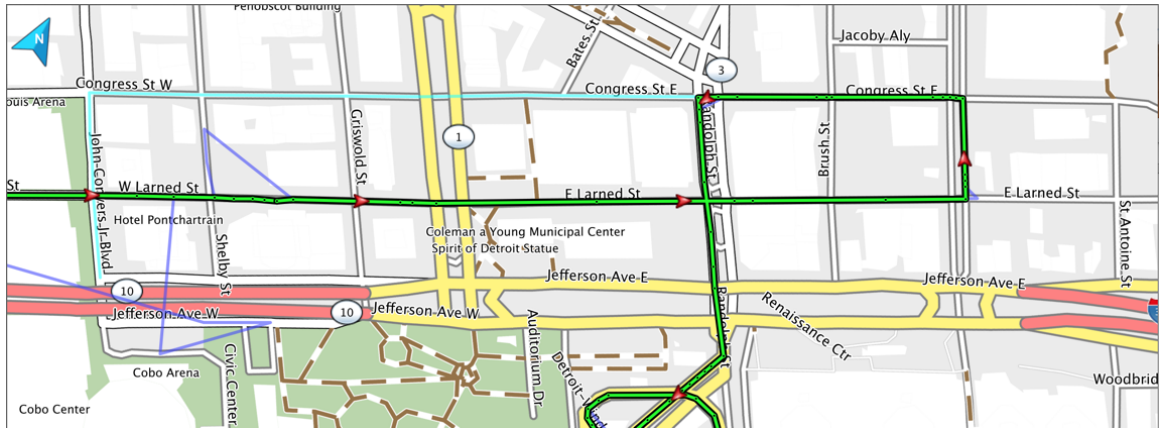 Penobscot Building
N
Bates St
Jacoby Aly
3
Congress St W
Congress St E
Congress St E
ouis Arena
1
Griswold St
Randolph St
Brush St
John-Conyers-Jr-Blvd
St
W Larned St
E Larned St
E Larned St
Hotel Pontchartrain
Shelby St
Coleman a Young Municipal Center
Spirit of Detroit Statue
St Antoine St
Jefferson Ave E
Jefferson Ave E
10
10
Jefferson Ave W
Jefferson Ave W
Renaissance Ctr
Auditorium Dr
Civic Center
Cobo Arena
Woodbrid
Cobo Center